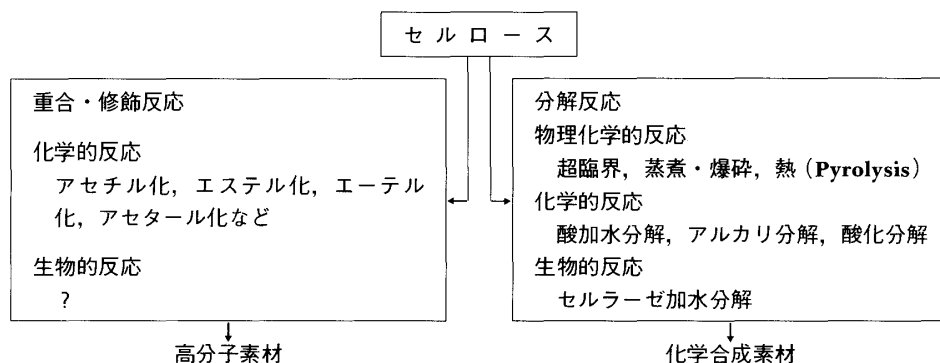 セルロース
重合・修飾反応
化学的反応
アセチル化，エステル化，エーテル
化，アセタール化など
生物的反応
？
高分子素材
分解反応
物理化学的反応
超臨界，蒸煮・爆砕，熱（Pyrolysis）
化学的反応
酸加水分解，アルカリ分解，酸化分解
生物的反応
セルラーゼ加水分解
化学合成素材